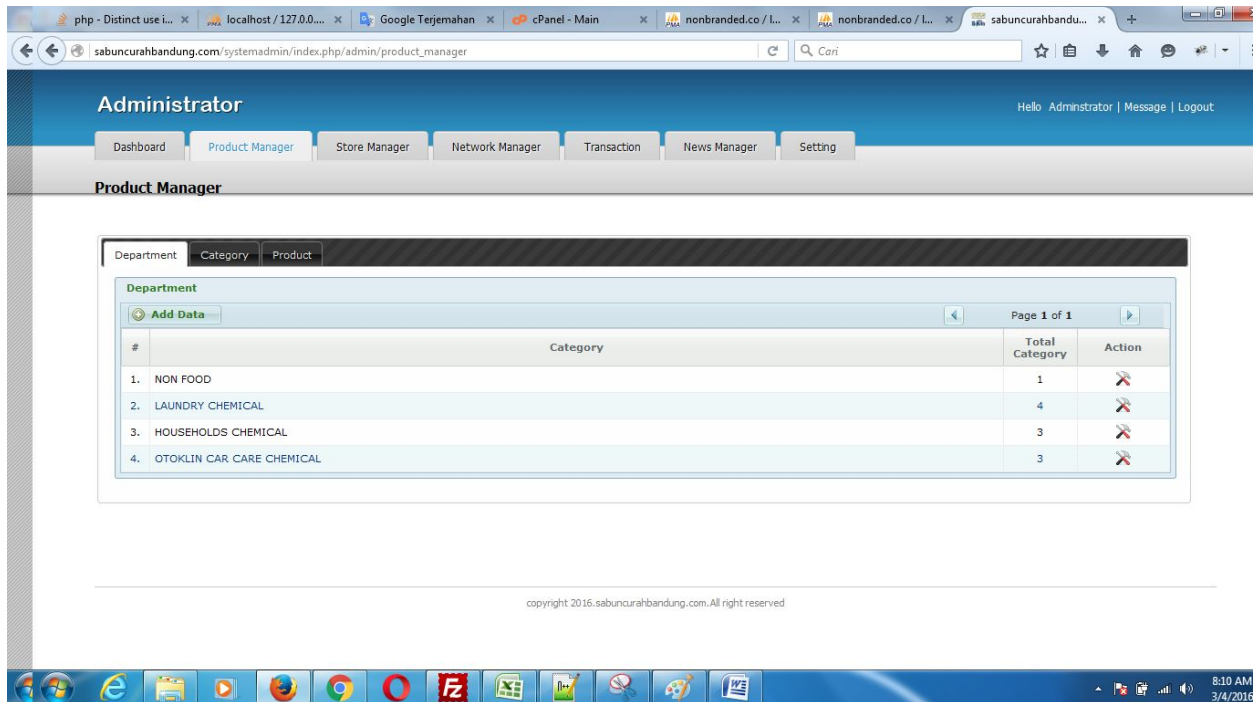 php - Distinct use i... × localhost / 127.0.0.... × Google Terjemahan × cPanel - Main × nonbranded.co / l... × nonbranded.co / l... × sabuncurahbandu... × +
sabuncurahbandung.com/systemadmin/index.php/admin/product_manager Cari
Administrator
Hello Adminstrator | Message | Logout
Dashboard Product Manager Store Manager Network Manager Transaction News Manager Setting
Product Manager
Department Category Product
Department
Add Data Page 1 of 1
# Category Total Category Action
1. NON FOOD 1
2. LAUNDRY CHEMICAL 4
3. HOUSEHOLDS CHEMICAL 3
4. OTOKLIN CAR CARE CHEMICAL 3
copyright 2016.sabuncurahbandung.com.All right reserved
8:10 AM
3/4/2016